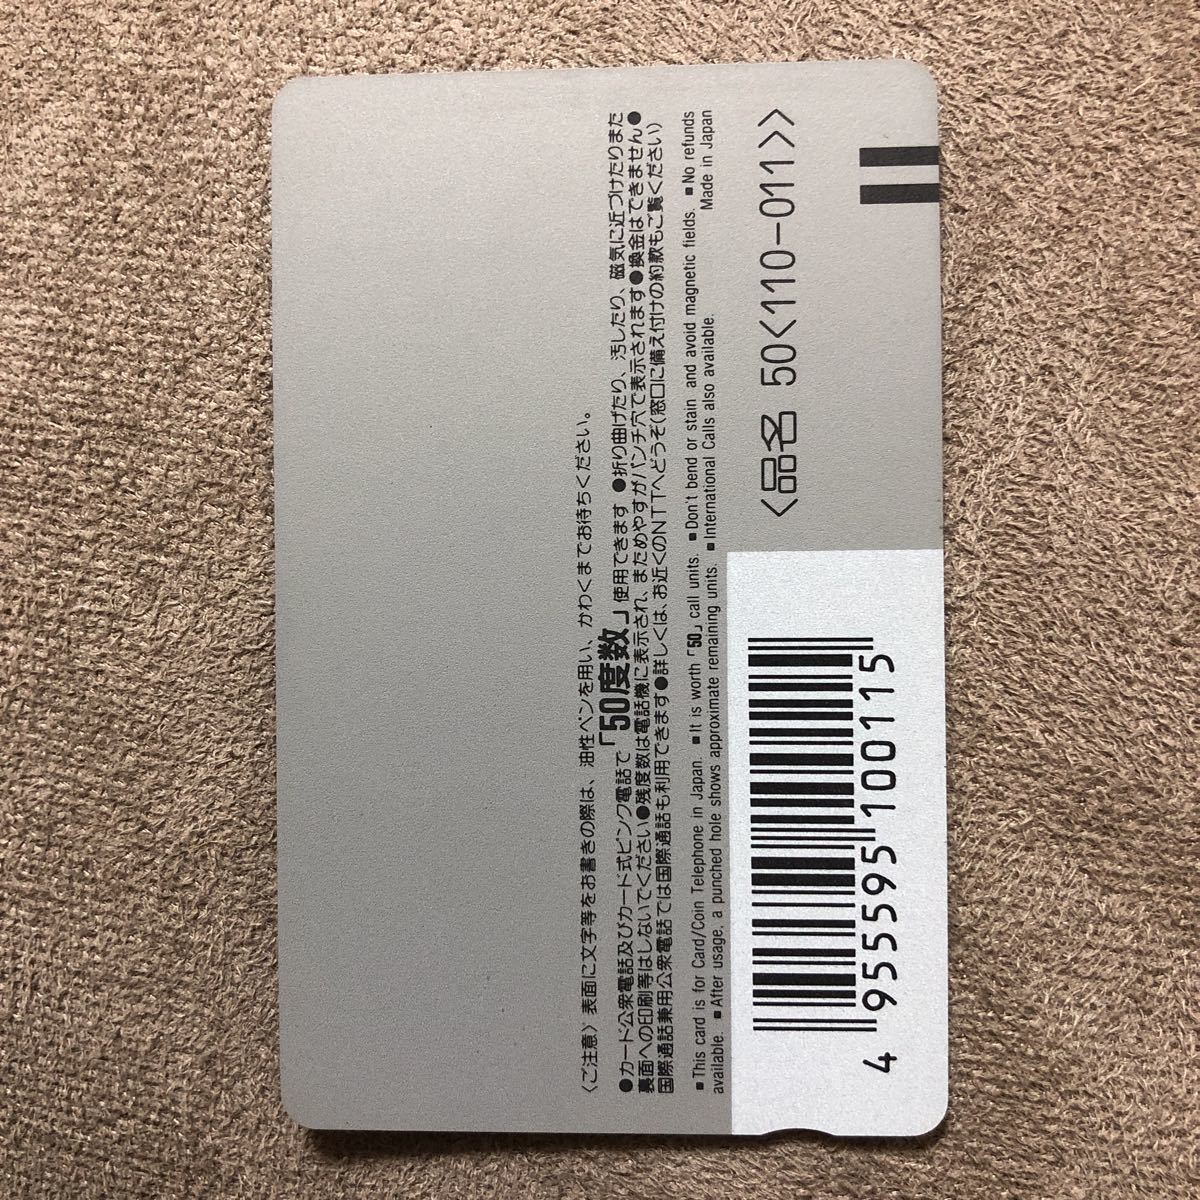 〈ご注意〉表面に文字等をお書きの際は、油性ペンを用い、かわくまでお待ちください。
●カード公衆電話及びカード式ピンク電話で「50度数」使用できます ●折り曲げたり、汚したり、磁気に近づけたりまた
裏面への印刷等はしないでください●残度数は電話機に表示され、まためやすがパンチ穴で表示されます●換金はできません●
国際通話兼用公衆電話では国際通話も利用できます●詳しくは、お近くのNTTへどうぞ(窓口に備え付けの約款もご覧ください)
■This card is for Card/Coin Telephone in Japan. ■It is worth「50」call units. ■Don't bend or stain and avoid magnetic fields. ■No refunds
available. ■After usage, a punched hole shows approximate remaining units. ■International Calls also available. Made in Japan
〈品名 50〈110-011〉〉
4 955595 100115